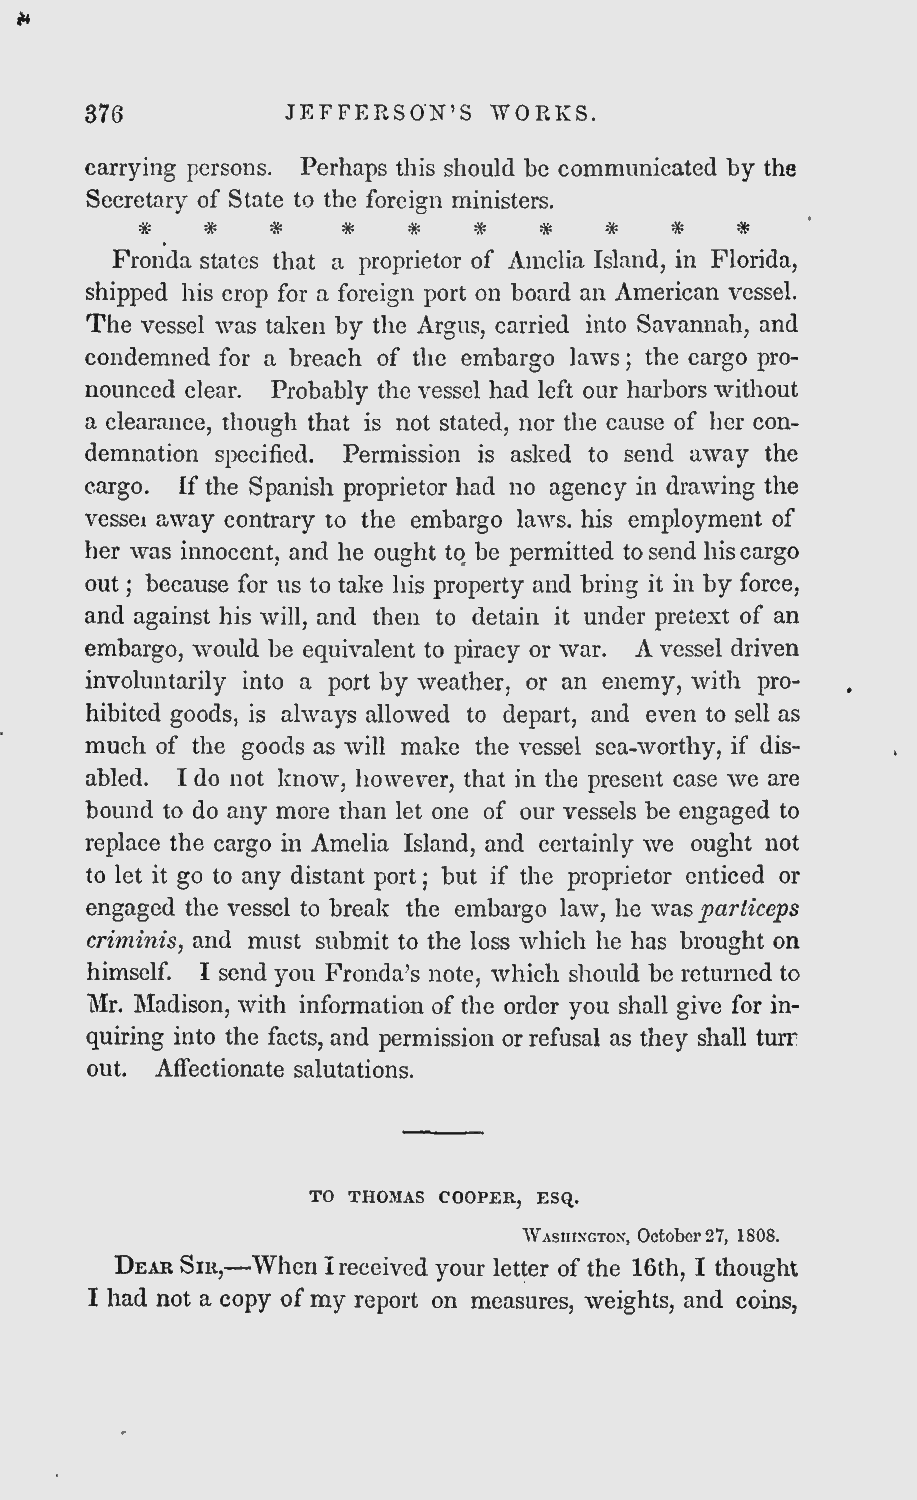 376 JEFFERSON'S WORKS.
carrying persons. Perhaps this should be communicated by the
Secretary of State to the foreign ministers.
* * * * * * * * * *
Fronda states that a proprietor of Amelia Island, in Florida,
shipped his crop for a foreign port on board an American vessel.
The vessel was taken by the Argus, carried into Savannah, and
condemned for a breach of the embargo laws; the cargo pro-
nounced clear. Probably the vessel had left our harbors without
a clearance, though that is not stated, nor the cause of her con-
demnation specified. Permission is asked to send away the
cargo. If the Spanish proprietor had no agency in drawing the
vessel away contrary to the embargo laws. his employment of
her was innocent, and he ought to be permitted to send his cargo
out; because for us to take his property and bring it in by force,
and against his will, and then to detain it under pretext of an
embargo, would be equivalent to piracy or war. A vessel driven
involuntarily into a port by weather, or an enemy, with pro-
hibited goods, is always allowed to depart, and even to sell as
much of the goods as will make the vessel sea-worthy, if dis-
abled. I do not know, however, that in the present case we are
bound to do any more than let one of our vessels be engaged to
replace the cargo in Amelia Island, and certainly we ought not
to let it go to any distant port; but if the proprietor enticed or
engaged the vessel to break the embargo law, he was particeps
criminis, and must submit to the loss which he has brought on
himself. I send you Fronda's note, which should be returned to
Mr. Madison, with information of the order you shall give for in-
quiring into the facts, and permission or refusal as they shall turn
out. Affectionate salutations.
TO THOMAS COOPER, ESQ.
WASHINGTON, October 27, 1808.
DEAR SIR,—When I received your letter of the 16th, I thought
I had not a copy of my report on measures, weights, and coins,